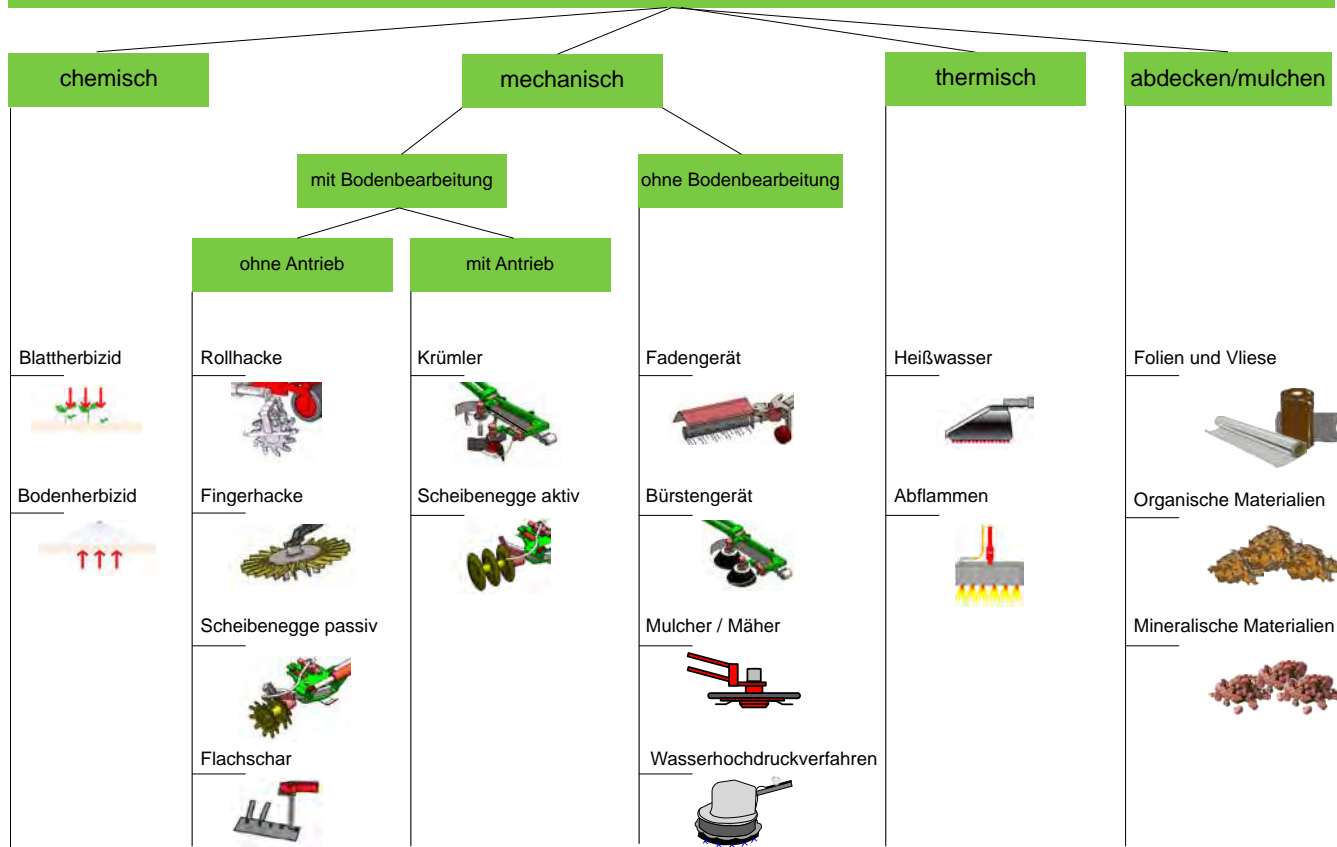 chemisch
mechanisch
thermisch
abdecken/mulchen
mit Bodenbearbeitung
ohne Bodenbearbeitung
ohne Antrieb
mit Antrieb
Blattherbizid
Rollhacke
Krümler
Fadengerät
Heißwasser
Folien und Vliese
Bodenherbizid
Fingerhacke
Scheibenegge aktiv
Bürstengerät
Abflammen
Organische Materialien
Scheibenegge passiv
Mulcher / Mäher
Mineralische Materialien
Flachschar
Wasserhochdruckverfahren